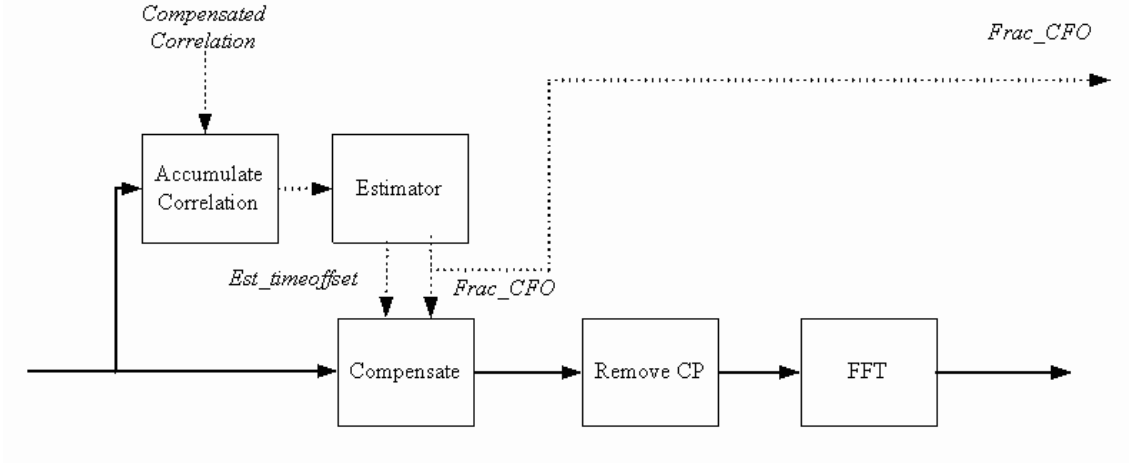 Compensated
Correlation
Frac_CFO
Accumulate
Correlation
Estimator
Est_timeoffset
Frac_CFO
Compensate
Remove CP
FFT